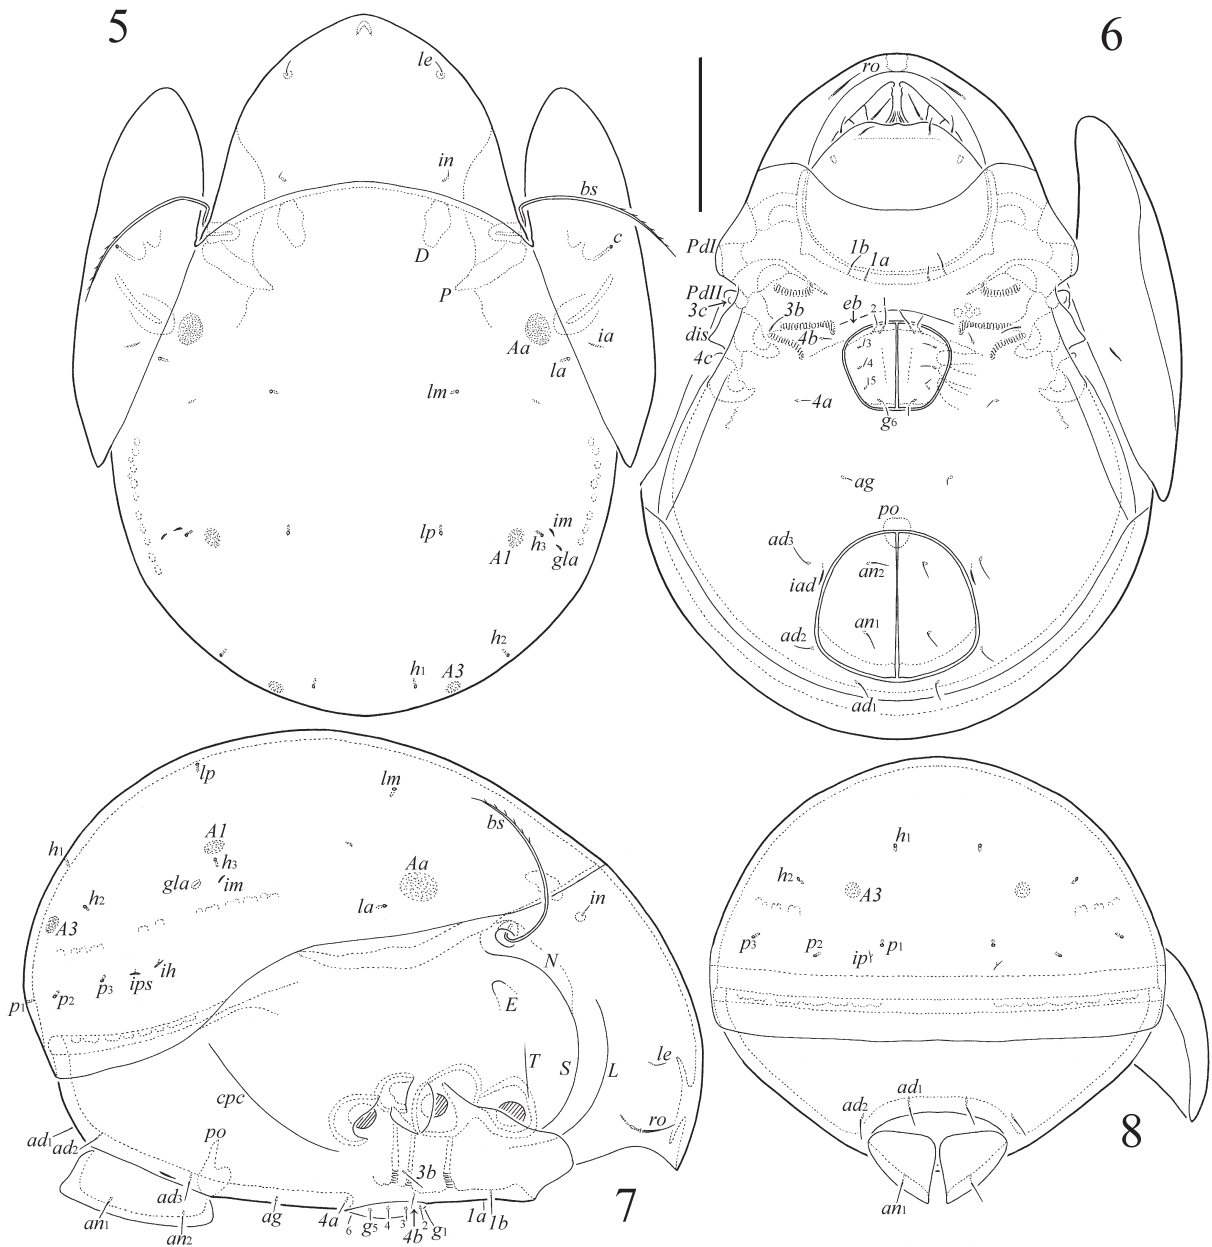 5
le
in
bs
c
D
P
Aa
ia
la
lm
lp
A1
h3
im
gla
h2
h1
A3
6
ro
PdI
1b
1a
PdII
3c
3b
eb
2
1
dis
4b
3
4c
4
5
4a
g6
ag
po
ad3
an2
iad
an1
ad2
ad1
7
lp
lm
bs
A1
h1
h3
Aa
gla
im
in
h2
la
A3
N
ih
p3
ips
E
p1
p2
T
S
L
le
cpc
ro
ad1
ad2
po
3b
ad3
an1
ag
4a
6
g5
4
3
4b
2
g1
1a
1b
an2
8
h1
h2
A3
p3
p2
ip
p1
ad1
ad2
an1